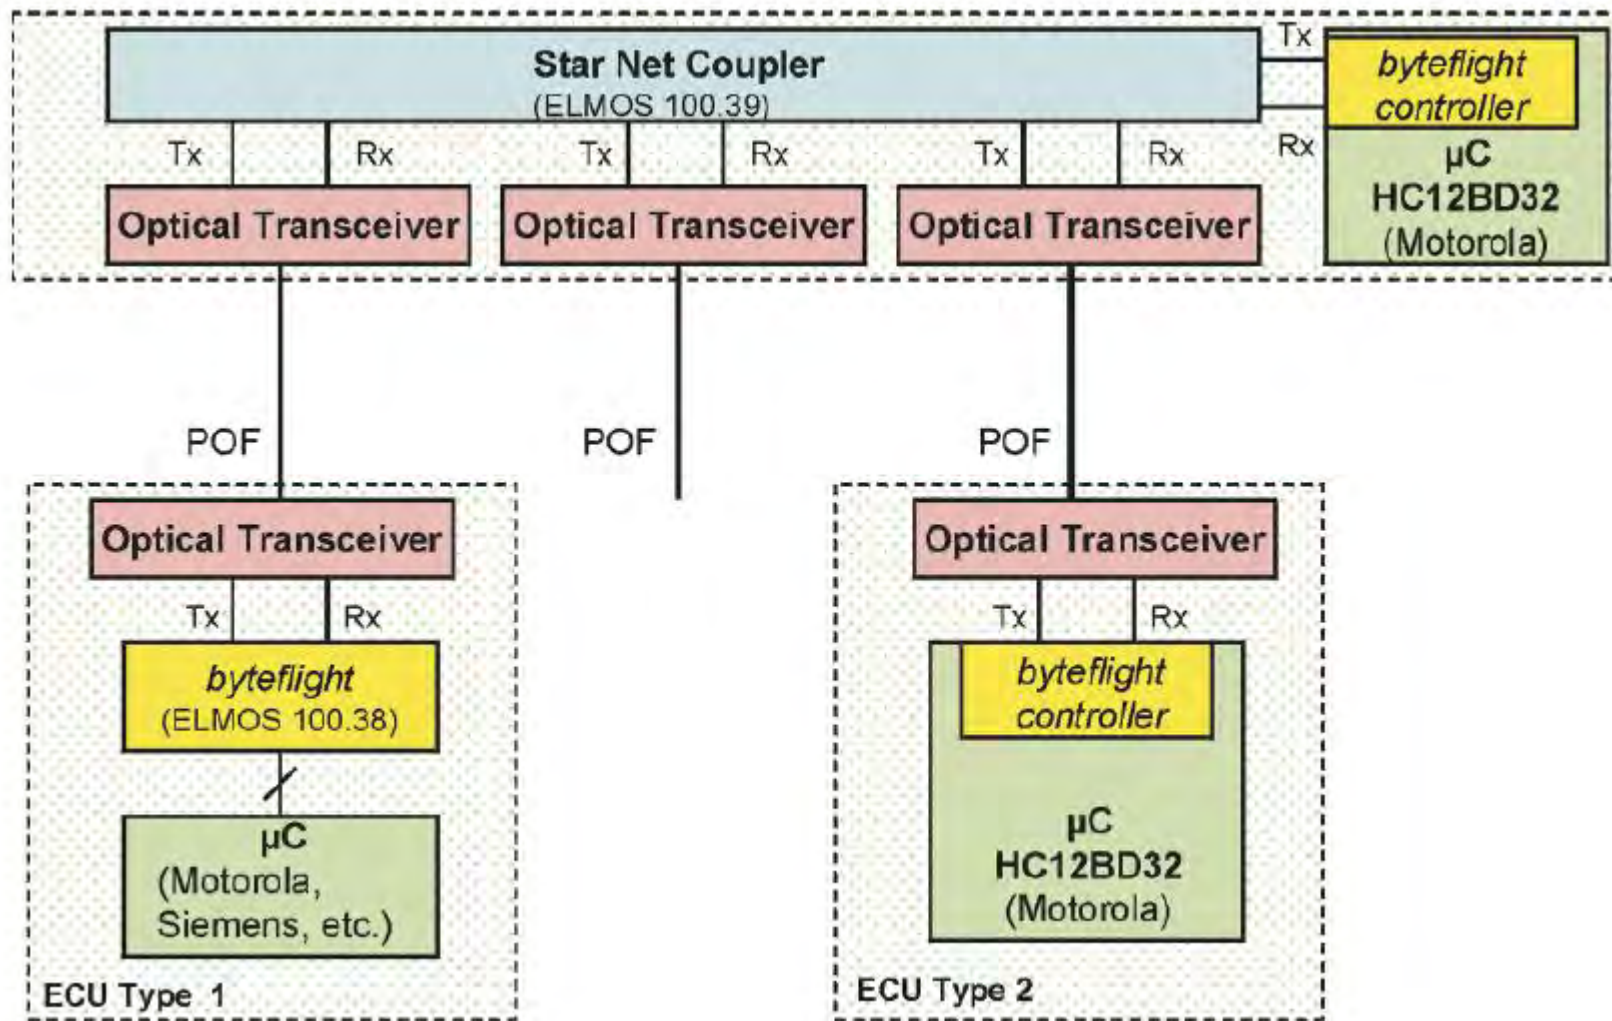 Star Net Coupler
(ELMOS 100.39)
Tx
Rx
byteflight
controller
µC
HC12BD32
(Motorola)
Tx
Rx
Tx
Rx
Tx
Rx
Optical Transceiver
Optical Transceiver
Optical Transceiver
POF
POF
POF
Optical Transceiver
Tx
Rx
byteflight
(ELMOS 100.38)
µC
(Motorola,
Siemens, etc.)
ECU Type 1
Optical Transceiver
Tx
Rx
byteflight
controller
µC
HC12BD32
(Motorola)
ECU Type 2